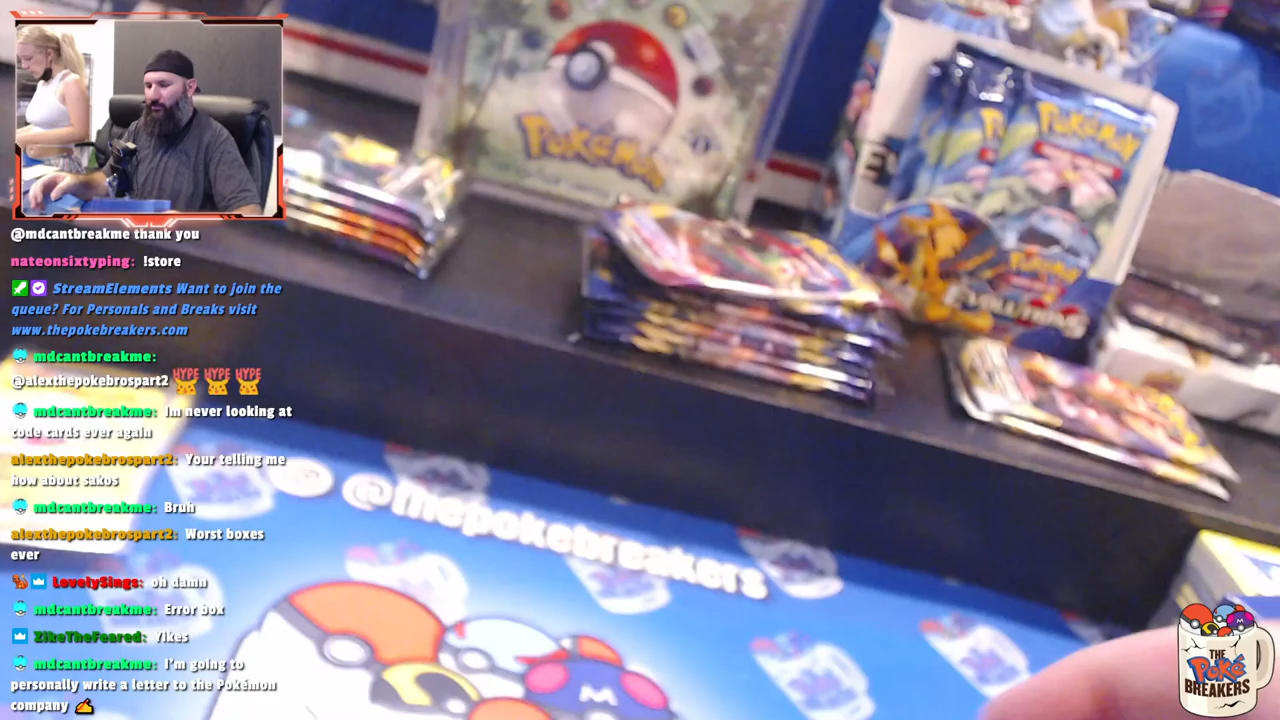 @mdcantbreakme thank you
nateonsixtyping: !store
StreamElements Want to join the
queue? For Personals and Breaks visit
www.thepokebreakers.com
mdcantbreakme:
@alexthepokebrospart2 HYPE HYPE HYPE
mdcantbreakme: Im never looking at
code cards ever again
alexthepokebrospart2: Your telling me
how about sakos
mdcantbreakme: Bruh
alexthepokebrospart2: Worst boxes
ever
LovelySings: oh damn
mdcantbreakme: Error box
ZikeTheFeared: Yikes
mdcantbreakme: I'm going to
personally write a letter to the Pokémon
company
Pokémon
Pokémon
Pokémon
Evolutions
@thepokebreakers
THE
Poké
BREAKERS